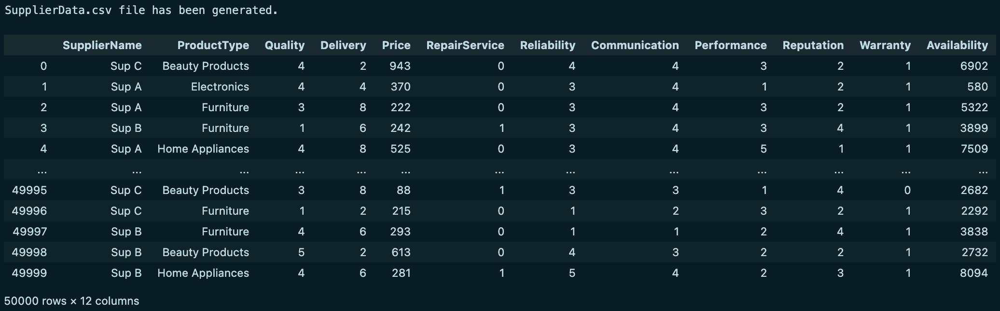 SupplierData.csv file has been generated.
SupplierName ProductType Quality Delivery Price RepairService Reliability Communication Performance Reputation Warranty Availability
0 Sup C Beauty Products 4 2 943 0 4 4 3 2 1 6902
1 Sup A Electronics 4 4 370 0 3 4 1 2 1 580
2 Sup A Furniture 3 8 222 0 3 4 3 2 1 5322
3 Sup B Furniture 1 6 242 1 3 4 3 4 1 3899
4 Sup A Home Appliances 4 8 525 0 3 4 5 1 1 7509
... ... ... ... ... ... ... ... ... ... ... ... ...
49995 Sup C Beauty Products 3 8 88 1 3 3 1 4 0 2682
49996 Sup C Furniture 1 2 215 0 1 2 3 2 1 2292
49997 Sup B Furniture 4 6 293 0 1 1 2 4 1 3838
49998 Sup B Beauty Products 5 2 613 0 4 3 2 2 1 2732
49999 Sup B Home Appliances 4 6 281 1 5 4 2 3 1 8094
50000 rows × 12 columns